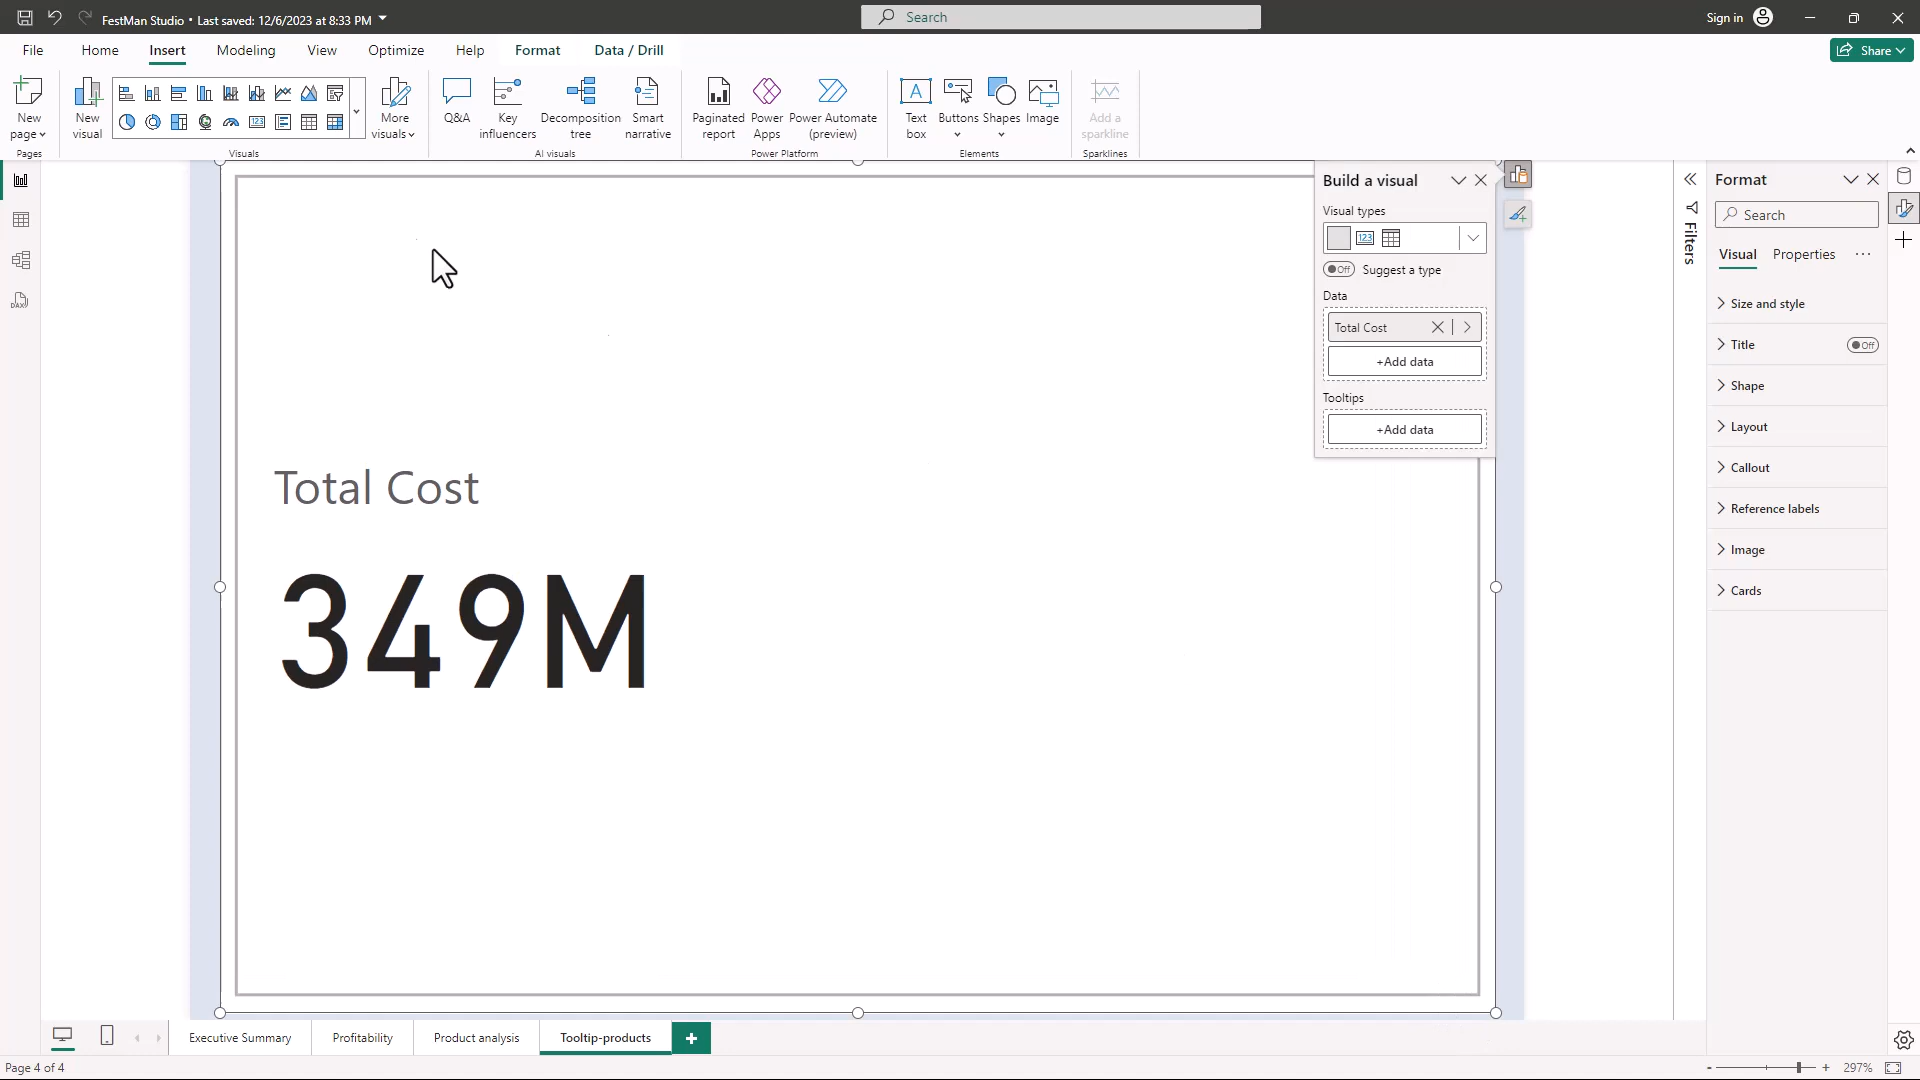 FestMan Studio • Last saved: 12/6/2023 at 8:33 PM
Search
Sign in
File
Home
Insert
Modeling
View
Optimize
Help
Format
Data / Drill
Share
New page
New visual
More visuals
Q&A
Key influencers
Decomposition tree
Smart narrative
Paginated report
Power Apps
Power Automate (preview)
Text box
Buttons
Shapes
Image
Add a sparkline
Pages
Visuals
AI visuals
Power Platform
Elements
Sparklines
Build a visual
Visual types
123
Off
Suggest a type
Data
Total Cost
+Add data
Tooltips
+Add data
Filters
Format
Search
Visual
Properties
Size and style
Title
Off
Shape
Layout
Callout
Reference labels
Image
Cards
DAX
Total Cost
349M
Executive Summary
Profitability
Product analysis
Tooltip-products
Page 4 of 4
- + 297%